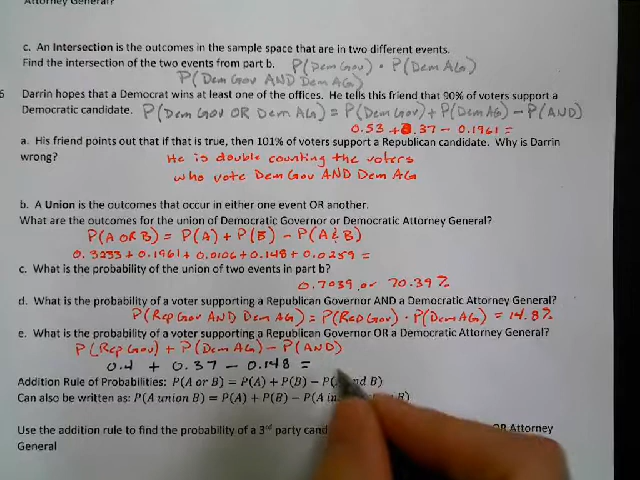 Attorney General?
c. An Intersection is the outcomes in the sample space that are in two different events.
Find the intersection of the two events from part b. P(Dem Gov) · P(Dem AG)
P(Dem Gov AND Dem AG)
6 Darrin hopes that a Democrat wins at least one of the offices. He tells this friend that 90% of voters support a
Democratic candidate. P(Dem Gov OR Dem AG) = P(Dem Gov) + P(Dem AG) - P(AND)
0.53 + 0.37 - 0.1961 =
a. His friend points out that if that is true, then 101% of voters support a Republican candidate. Why is Darrin
wrong? He is double counting the voters
who vote Dem Gov AND Dem AG
b. A Union is the outcomes that occur in either one event OR another.
What are the outcomes for the union of Democratic Governor or Democratic Attorney General?
P(A OR B) = P(A) + P(B) - P(A & B)
0.3233 + 0.1961 + 0.0106 + 0.148 + 0.0259 =
c. What is the probability of the union of two events in part b?
0.7039 or 70.39%
d. What is the probability of a voter supporting a Republican Governor AND a Democratic Attorney General?
P(Rep Gov AND Dem AG) = P(Rep Gov) · P(Dem AG) = 14.8%
e. What is the probability of a voter supporting a Republican Governor OR a Democratic Attorney General?
P(Rep Gov) + P(Dem AG) - P(AND)
0.4 + 0.37 - 0.148 =
Addition Rule of Probabilities: P(A or B) = P(A) + P(B) - P( nd B)
Can also be written as: P(A union B) = P(A) + P(B) - P(A in B)
Use the addition rule to find the probability of a 3rd party cand OR Attorney
General